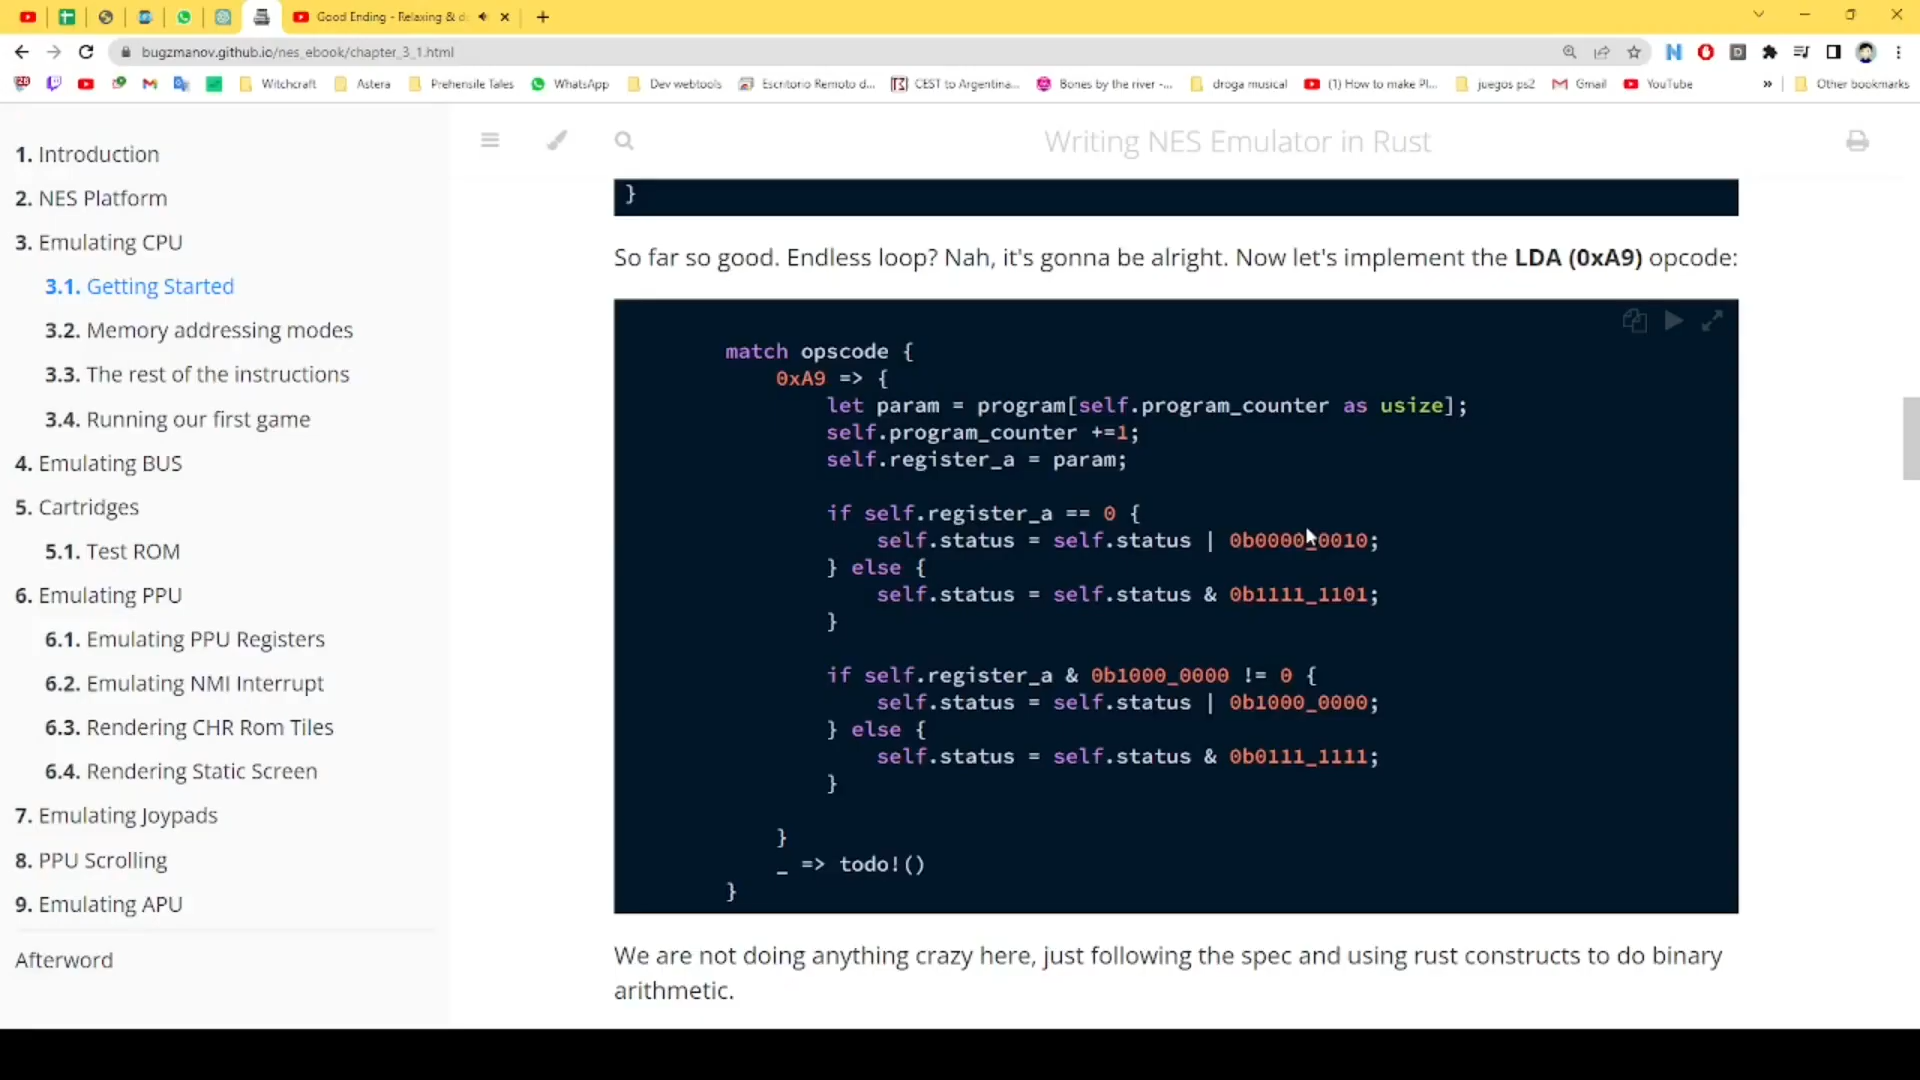 Good Ending - Relaxing & d
bugzmanov.github.io/nes_ebook/chapter_3_1.html
Witchcraft
Astera
Prehensile Tales
WhatsApp
Dev webtools
Escritorio Remoto d...
CEST to Argentina...
Bones by the river -...
droga musical
(1) How to make Pl...
juegos ps2
Gmail
YouTube
»
Other bookmarks
1. Introduction
2. NES Platform
3. Emulating CPU
3.1. Getting Started
3.2. Memory addressing modes
3.3. The rest of the instructions
3.4. Running our first game
4. Emulating BUS
5. Cartridges
5.1. Test ROM
6. Emulating PPU
6.1. Emulating PPU Registers
6.2. Emulating NMI Interrupt
6.3. Rendering CHR Rom Tiles
6.4. Rendering Static Screen
7. Emulating Joypads
8. PPU Scrolling
9. Emulating APU
Afterword
Writing NES Emulator in Rust
}
So far so good. Endless loop? Nah, it's gonna be alright. Now let's implement the LDA (0xA9) opcode:
match opscode {
0xA9 => {
let param = program[self.program_counter as usize];
self.program_counter +=1;
self.register_a = param;
if self.register_a == 0 {
self.status = self.status | 0b0000_0010;
} else {
self.status = self.status & 0b1111_1101;
}
if self.register_a & 0b1000_0000 != 0 {
self.status = self.status | 0b1000_0000;
} else {
self.status = self.status & 0b0111_1111;
}
}
_ => todo!()
}
We are not doing anything crazy here, just following the spec and using rust constructs to do binary
arithmetic.